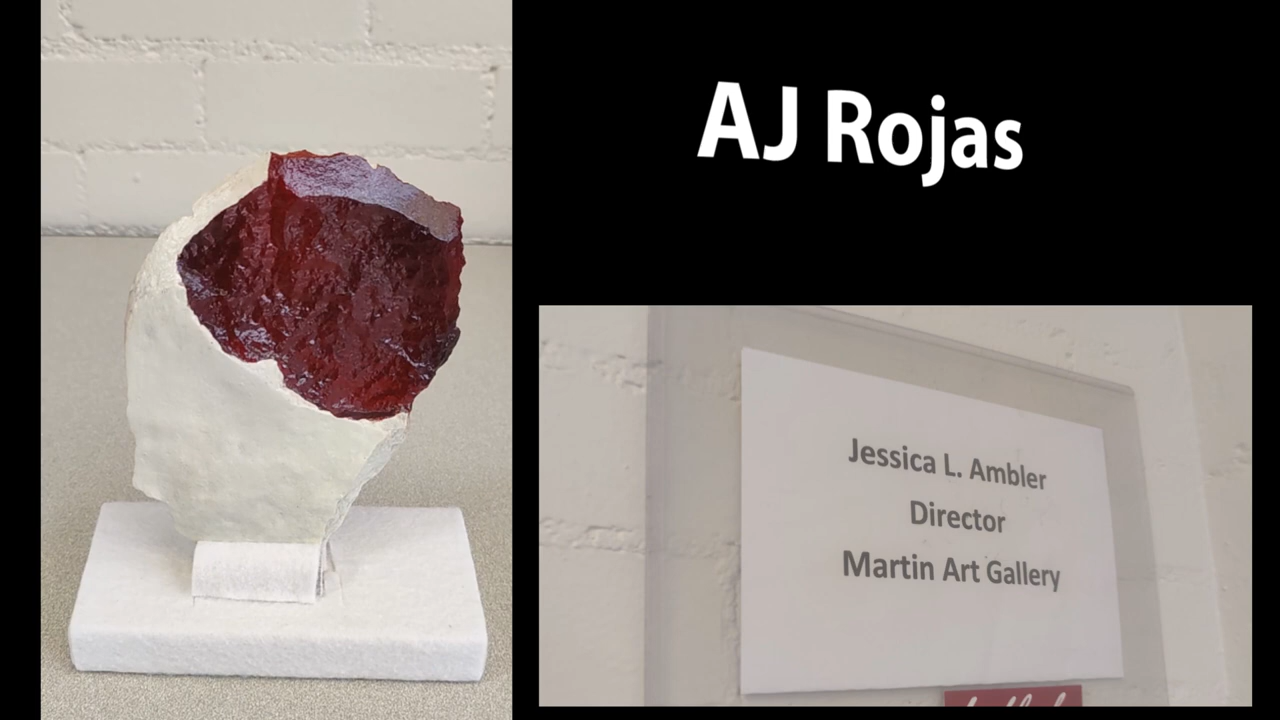 AJ Rojas
Jessica L. Ambler
Director
Martin Art Gallery